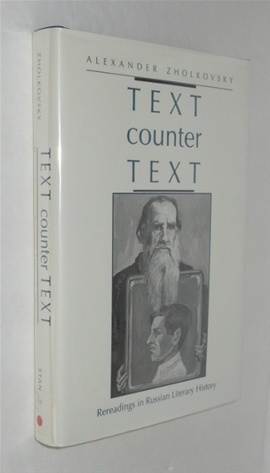 ALEXANDER ZHOLKOVSKY
TEXT
counter
TEXT
Rereadings in Russian Literary History
ZHOLKOVSKY
TEXT counter TEXT